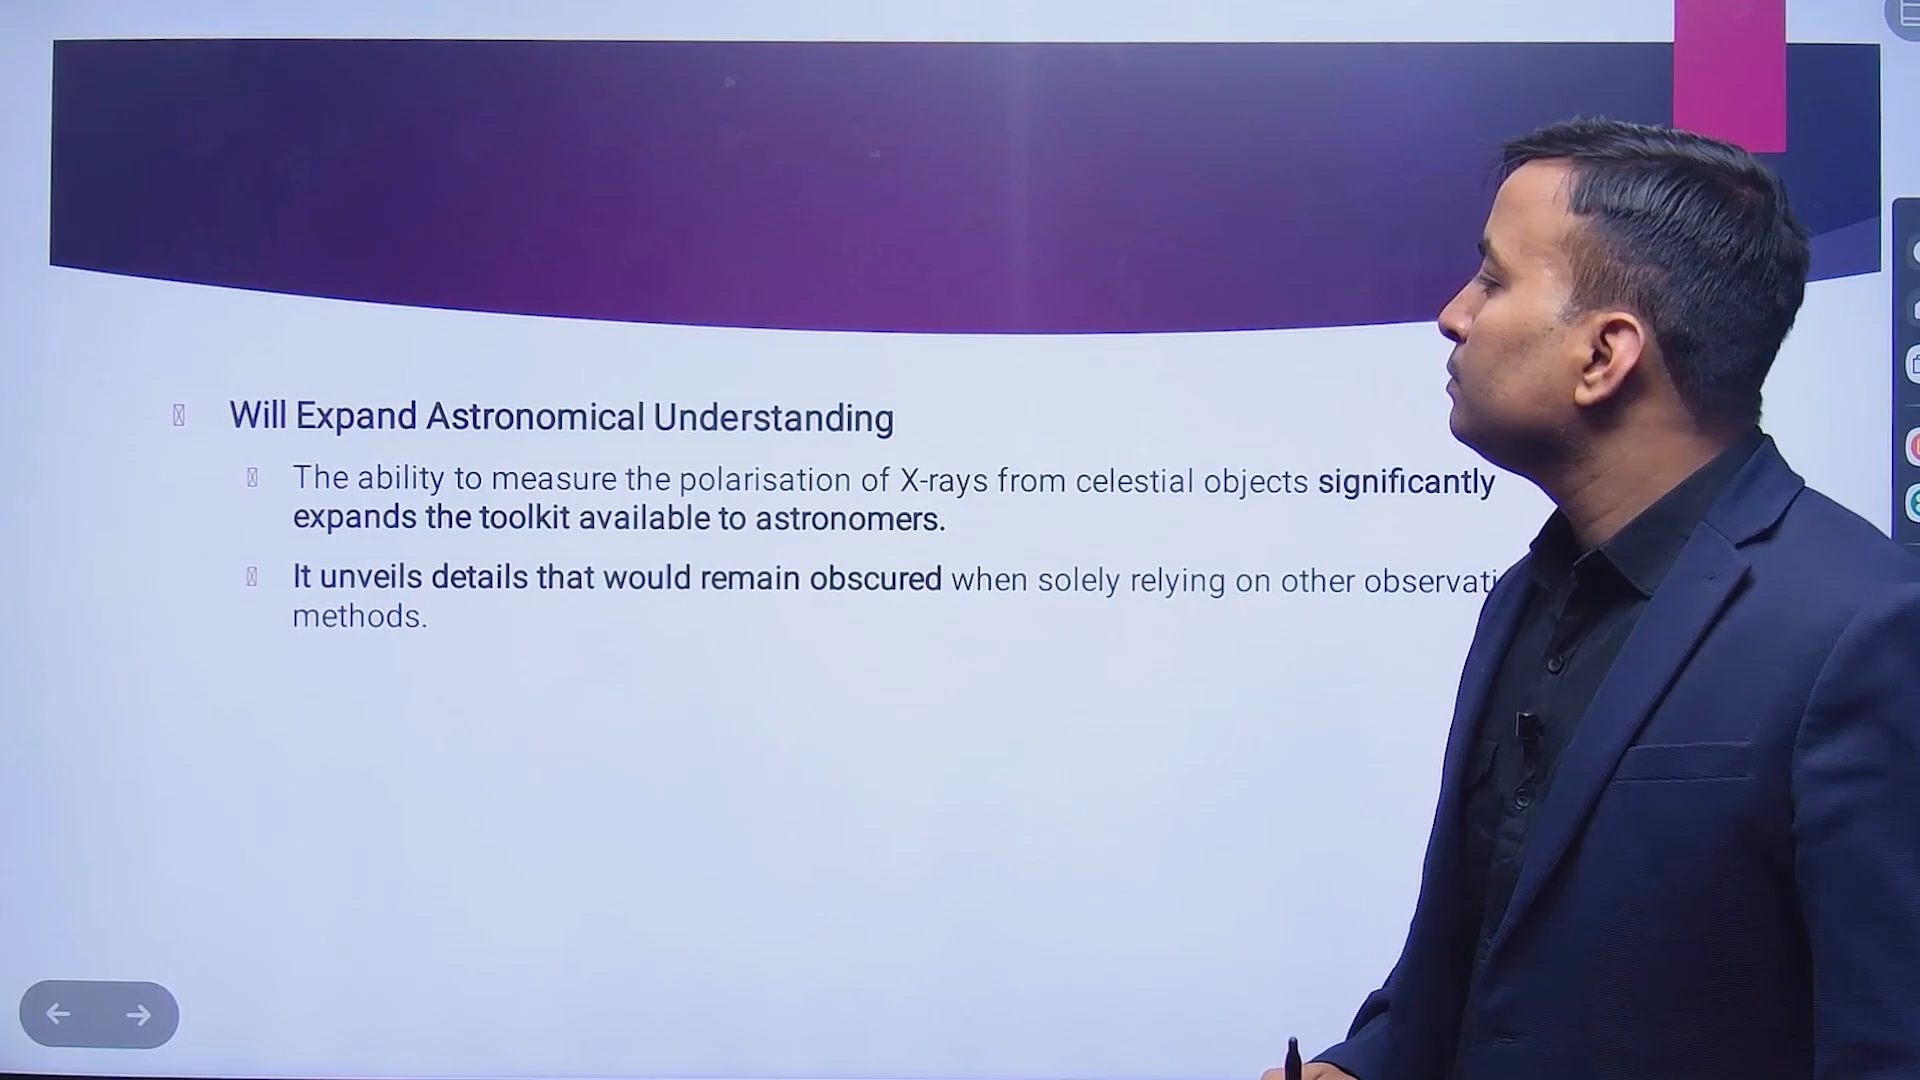 Will Expand Astronomical Understanding
The ability to measure the polarisation of X-rays from celestial objects significantly
expands the toolkit available to astronomers.
It unveils details that would remain obscured when solely relying on other
methods.